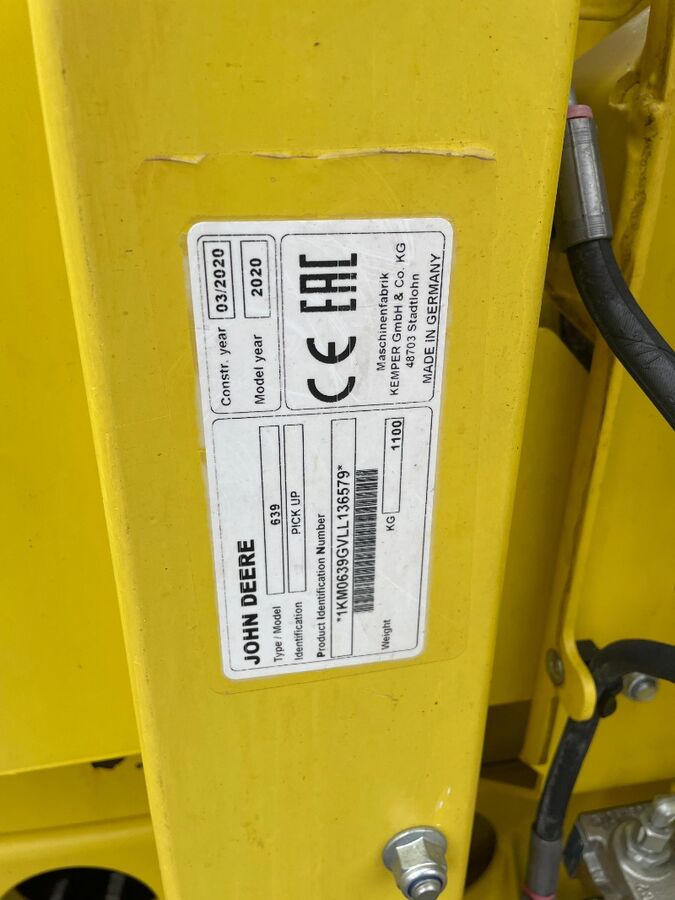 JOHN DEERE
Type / Model 639
Identification PICK UP
Product Identification Number
*1KM0639GVLL136579*
Weight KG 1100
Constr. year 03/2020
Model year 2020
CE EAC
Maschinenfabrik
KEMPER GmbH & Co. KG
48703 Stadtlohn
MADE IN GERMANY